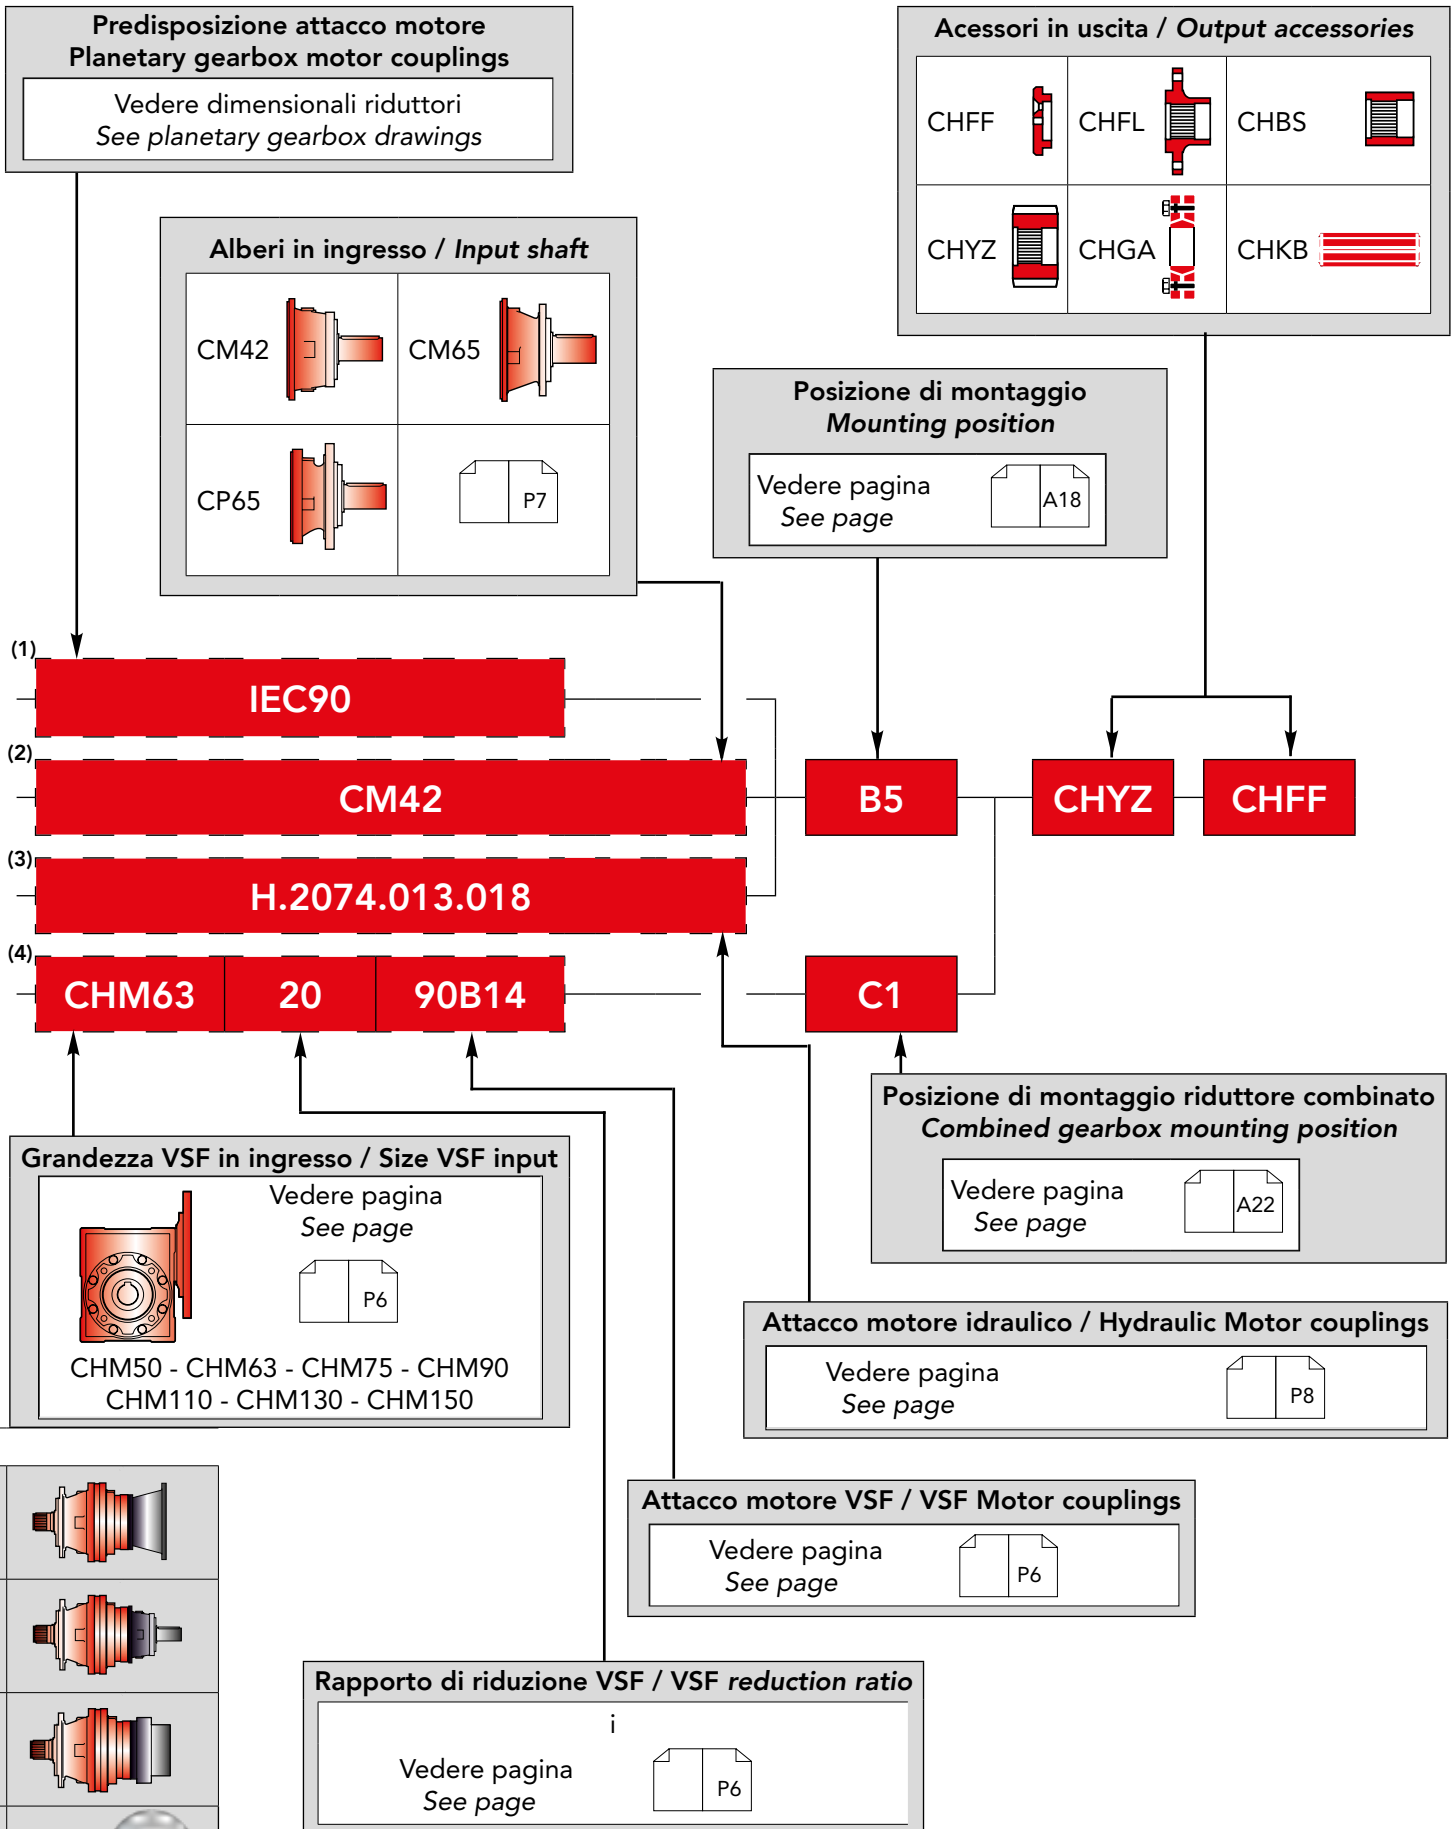 Predisposizione attacco motore
Planetary gearbox motor couplings
Vedere dimensionali riduttori
See planetary gearbox drawings
Acessori in uscita / Output accessories
CHFF
CHFL
CHBS
CHYZ
CHGA
CHKB
Alberi in ingresso / Input shaft
CM42
CM65
CP65
P7
Posizione di montaggio
Mounting position
Vedere pagina
See page
A18
(1)
IEC90
(2)
CM42
B5
CHYZ
CHFF
(3)
H.2074.013.018
(4)
CHM63
20
90B14
C1
Posizione di montaggio riduttore combinato
Combined gearbox mounting position
Vedere pagina
See page
A22
Grandezza VSF in ingresso / Size VSF input
Vedere pagina
See page
P6
CHM50 - CHM63 - CHM75 - CHM90
CHM110 - CHM130 - CHM150
Attacco motore idraulico / Hydraulic Motor couplings
Vedere pagina
See page
P8
Attacco motore VSF / VSF Motor couplings
Vedere pagina
See page
P6
Rapporto di riduzione VSF / VSF reduction ratio
i
Vedere pagina
See page
P6